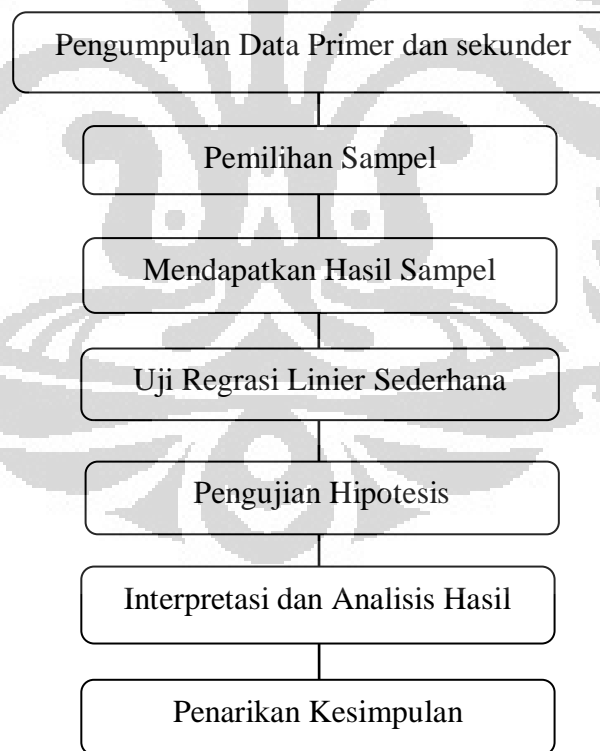 Pengumpulan Data Primer dan sekunder
Pemilihan Sampel
Mendapatkan Hasil Sampel
Uji Regrasi Linier Sederhana
Pengujian Hipotesis
Interpretasi dan Analisis Hasil
Penarikan Kesimpulan